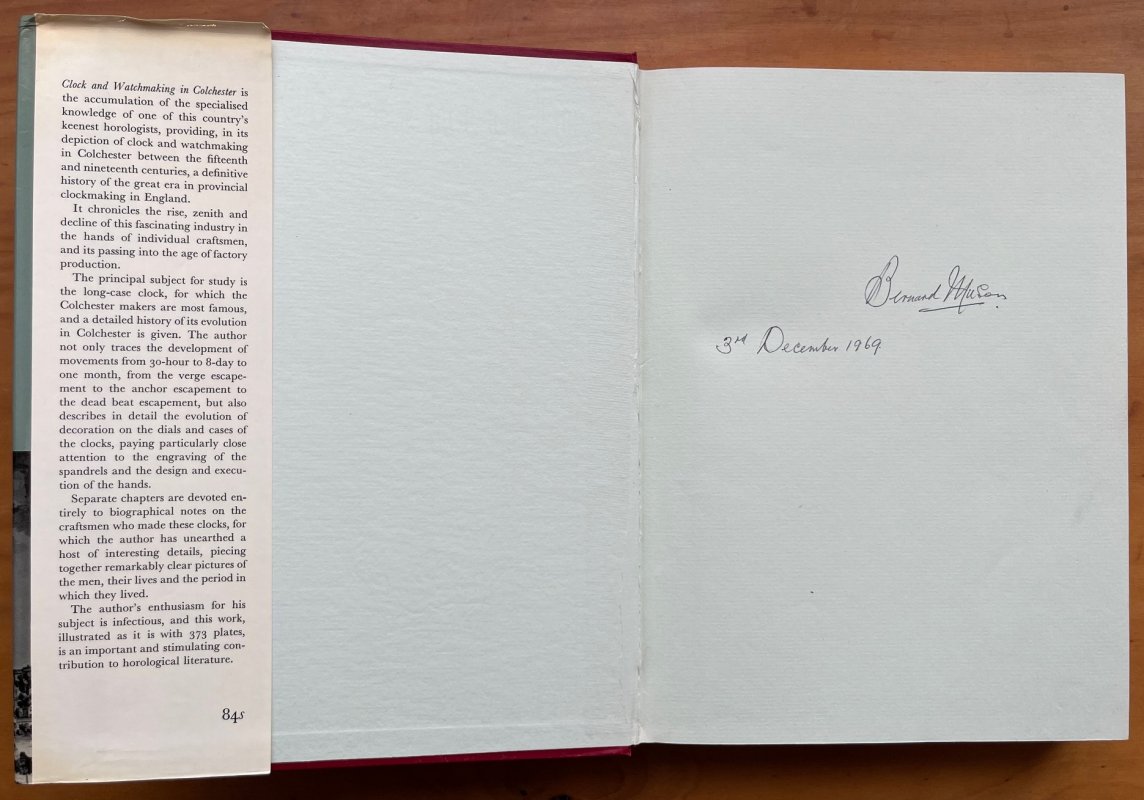 Clock and Watchmaking in Colchester is
the accumulation of the specialised
knowledge of one of this country's
keenest horologists, providing, in its
depiction of clock and watchmaking
in Colchester between the fifteenth
and nineteenth centuries, a definitive
history of the great era in provincial
clockmaking in England.
It chronicles the rise, zenith and
decline of this fascinating industry in
the hands of individual craftsmen,
and its passing into the age of factory
production.
The principal subject for study is
the long-case clock, for which the
Colchester makers are most famous,
and a detailed history of its evolution
in Colchester is given. The author
not only traces the development of
movements from 30-hour to 8-day to
one month, from the verge escape-
ment to the anchor escapement to
the dead beat escapement, but also
describes in detail the evolution of
decoration on the dials and cases of
the clocks, paying particularly close
attention to the engraving of the
spandrels and the design and execu-
tion of the hands.
Separate chapters are devoted en-
tirely to biographical notes on the
craftsmen who made these clocks, for
which the author has unearthed a
host of interesting details, piecing
together remarkably clear pictures of
the men, their lives and the period in
which they lived.
The author's enthusiasm for his
subject is infectious, and this work,
illustrated as it is with 373 plates,
is an important and stimulating con-
tribution to horological literature.
84s
Bernard Mason
3rd December 1969